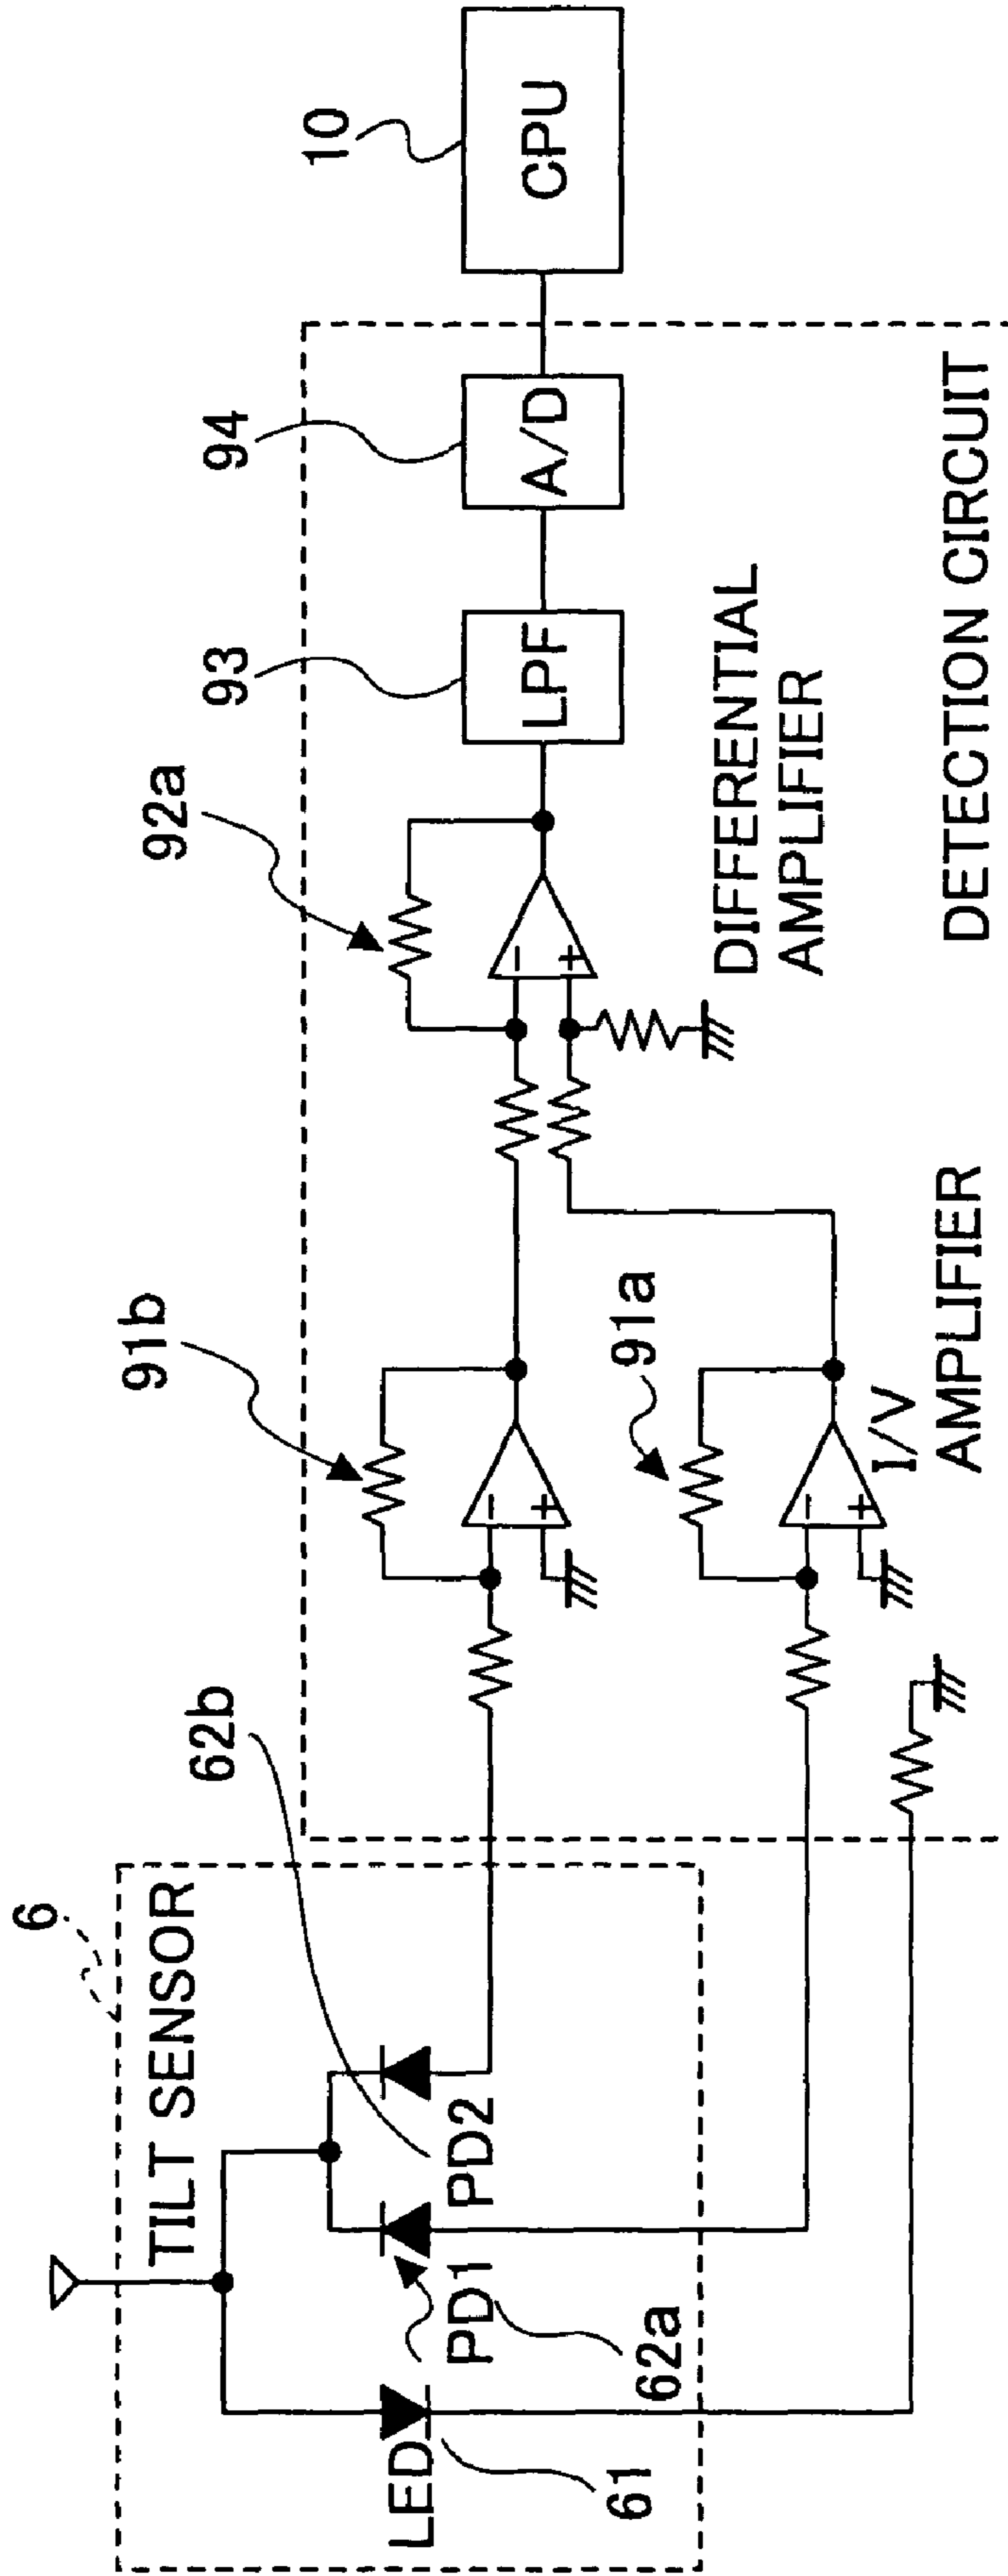 6
TILT SENSOR
LED
61
PD1
62a
PD2
62b
91b
91a
I/V
AMPLIFIER
92a
DIFFERENTIAL
AMPLIFIER
93
LPF
94
A/D
10
CPU
DETECTION CIRCUIT
−
+
−
+
−
+